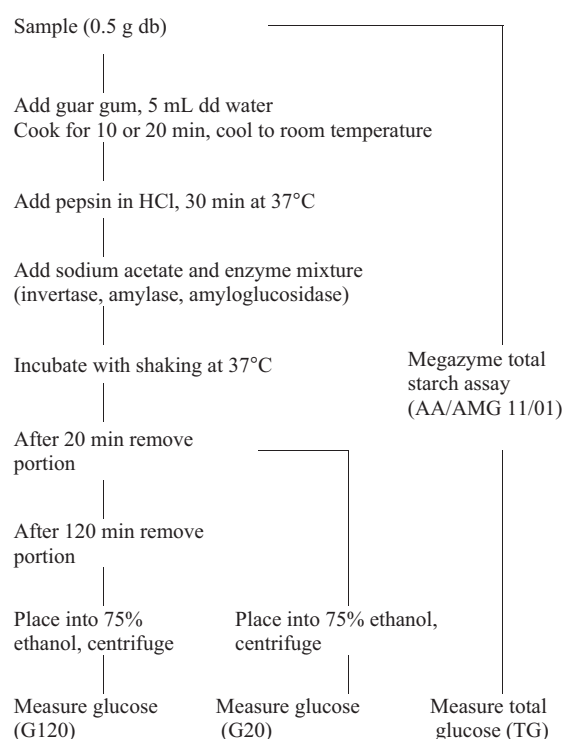 Sample (0.5 g db)
Add guar gum, 5 mL dd water
Cook for 10 or 20 min, cool to room temperature
Add pepsin in HCl, 30 min at 37°C
Add sodium acetate and enzyme mixture
(invertase, amylase, amyloglucosidase)
Incubate with shaking at 37°C
Megazyme total
starch assay
(AA/AMG 11/01)
After 20 min remove
portion
After 120 min remove
portion
Place into 75%
ethanol, centrifuge
Place into 75% ethanol,
centrifuge
Measure glucose
(G120)
Measure glucose
(G20)
Measure total
glucose (TG)